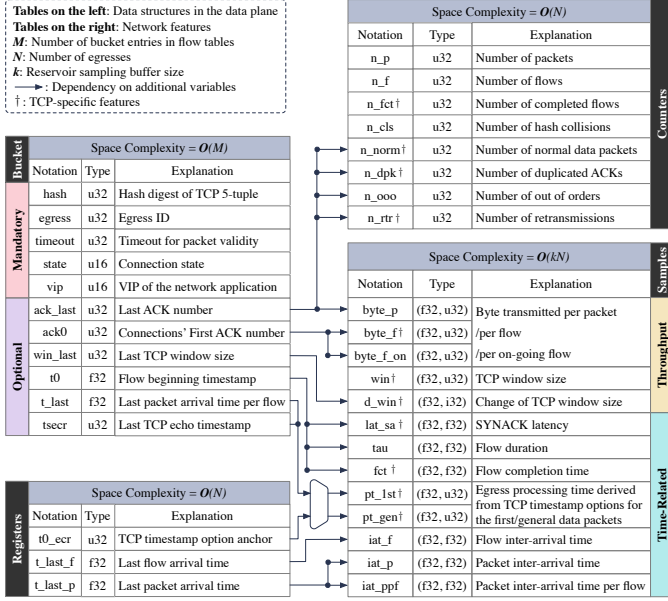 Tables on the left: Data structures in the data plane
Tables on the right: Network features
M: Number of bucket entries in flow tables
N: Number of egresses
k: Reservoir sampling buffer size
: Dependency on additional variables
†: TCP-specific features
Bucket
Space Complexity = O(M)
Notation Type Explanation
Mandatory
hash u32 Hash digest of TCP 5-tuple
egress u32 Egress ID
timeout u32 Timeout for packet validity
state u16 Connection state
vip u16 VIP of the network application
Optional
ack_last u32 Last ACK number
ack0 u32 Connections' First ACK number
win_last u32 Last TCP window size
t0 f32 Flow beginning timestamp
t_last f32 Last packet arrival time per flow
tsecr u32 Last TCP echo timestamp
Registers
Space Complexity = O(N)
Notation Type Explanation
t0_ecr u32 TCP timestamp option anchor
t_last_f f32 Last flow arrival time
t_last_p f32 Last packet arrival time
Space Complexity = O(N)
Counters
Notation Type Explanation
n_p u32 Number of packets
n_f u32 Number of flows
n_fct† u32 Number of completed flows
n_cls u32 Number of hash collisions
n_norm† u32 Number of normal data packets
n_dpk † u32 Number of duplicated ACKs
n_ooo u32 Number of out of orders
n_rtr † u32 Number of retransmissions
Space Complexity = O(kN)
Samples
Notation Type Explanation
Throughput
byte_p (f32, u32) Byte transmitted per packet
byte_f† (f32, u32) /per flow
byte_f_on (f32, u32) /per on-going flow
win† (f32, u32) TCP window size
d_win† (f32, u32) Change of TCP window size
Time-Related
lat_sa † (f32, f32) SYNACK latency
tau (f32, f32) Flow duration
fct † (f32, f32) Flow completion time
pt_1st† (f32, u32) Egress processing time derived
from TCP timestamp options for
pt_gen† (f32, u32) the first/general data packets
iat_f (f32, f32) Flow inter-arrival time
iat_p (f32, f32) Packet inter-arrival time
iat_ppf (f32, f32) Packet inter-arrival time per flow